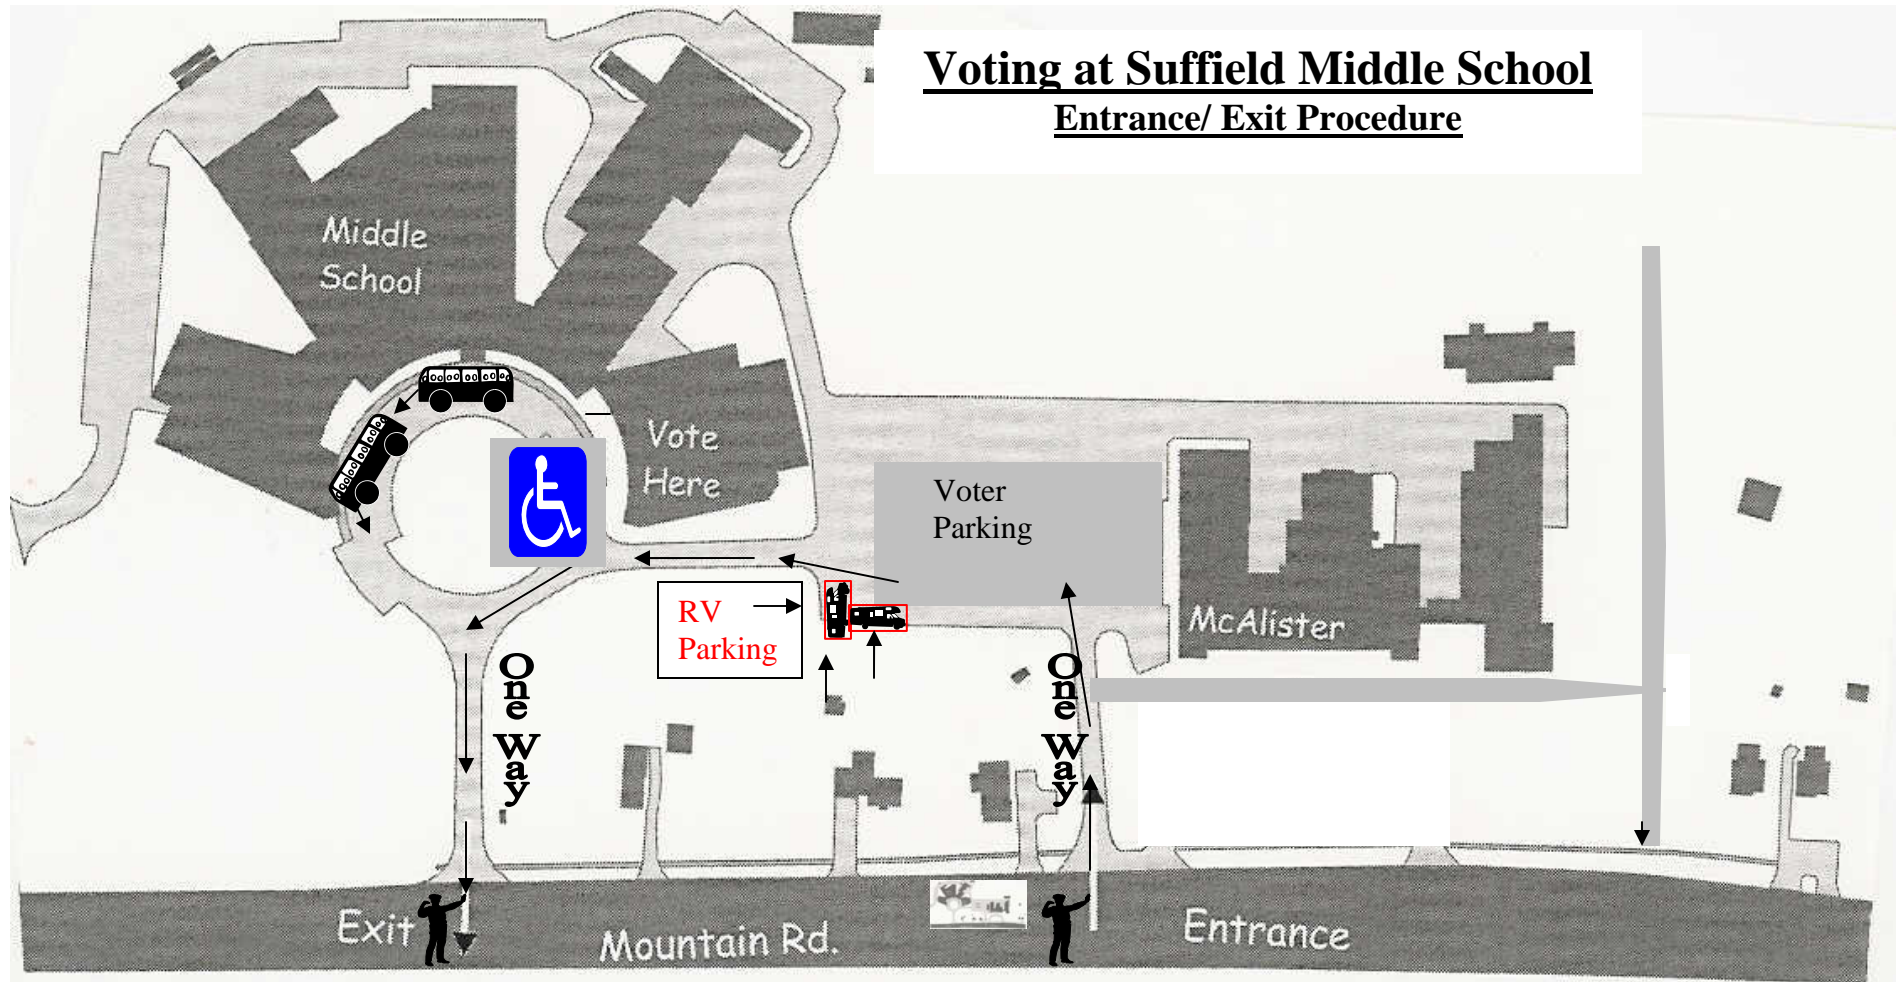 Voting at Suffield Middle School
Entrance/ Exit Procedure
Middle
School
Vote
Here
Voter
Parking
RV
Parking
McAlister
One Way
One Way
Exit
Mountain Rd.
Entrance